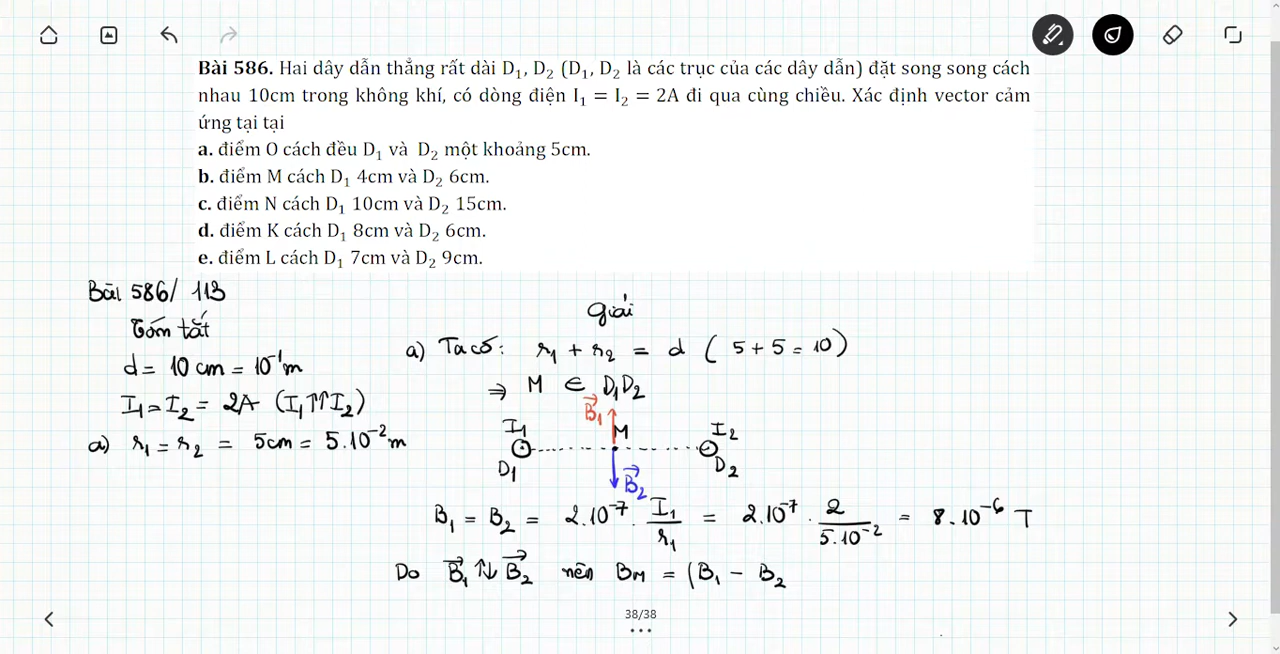 Bài 586. Hai dây dẫn thẳng rất dài D₁, D₂ (D₁, D₂ là các trục của các dây dẫn) đặt song song cách
nhau 10cm trong không khí, có dòng điện I₁ = I₂ = 2A đi qua cùng chiều. Xác định vector cảm
ứng tại tại
a. điểm O cách đều D₁ và D₂ một khoảng 5cm.
b. điểm M cách D₁ 4cm và D₂ 6cm.
c. điểm N cách D₁ 10cm và D₂ 15cm.
d. điểm K cách D₁ 8cm và D₂ 6cm.
e. điểm L cách D₁ 7cm và D₂ 9cm.
Bài 586/ 113
Tóm tắt
d = 10 cm = 10⁻¹ m
I₁ = I₂ = 2A (I₁ ↑↑ I₂)
a) r₁ = r₂ = 5cm = 5.10⁻² m
Giải
a) Ta có: r₁ + r₂ = d ( 5 + 5 = 10 )
⇒ M ∈ D₁D₂
B⃗₁
I₁ M I₂
D₁ D₂
B⃗₂
B₁ = B₂ = 2.10⁻⁷. I₁/r₁ = 2.10⁻⁷ . 2/5.10⁻² = 8.10⁻⁶ T
Do B⃗₁ ↑↓ B⃗₂ nên Bм = (B₁ − B₂
38/38